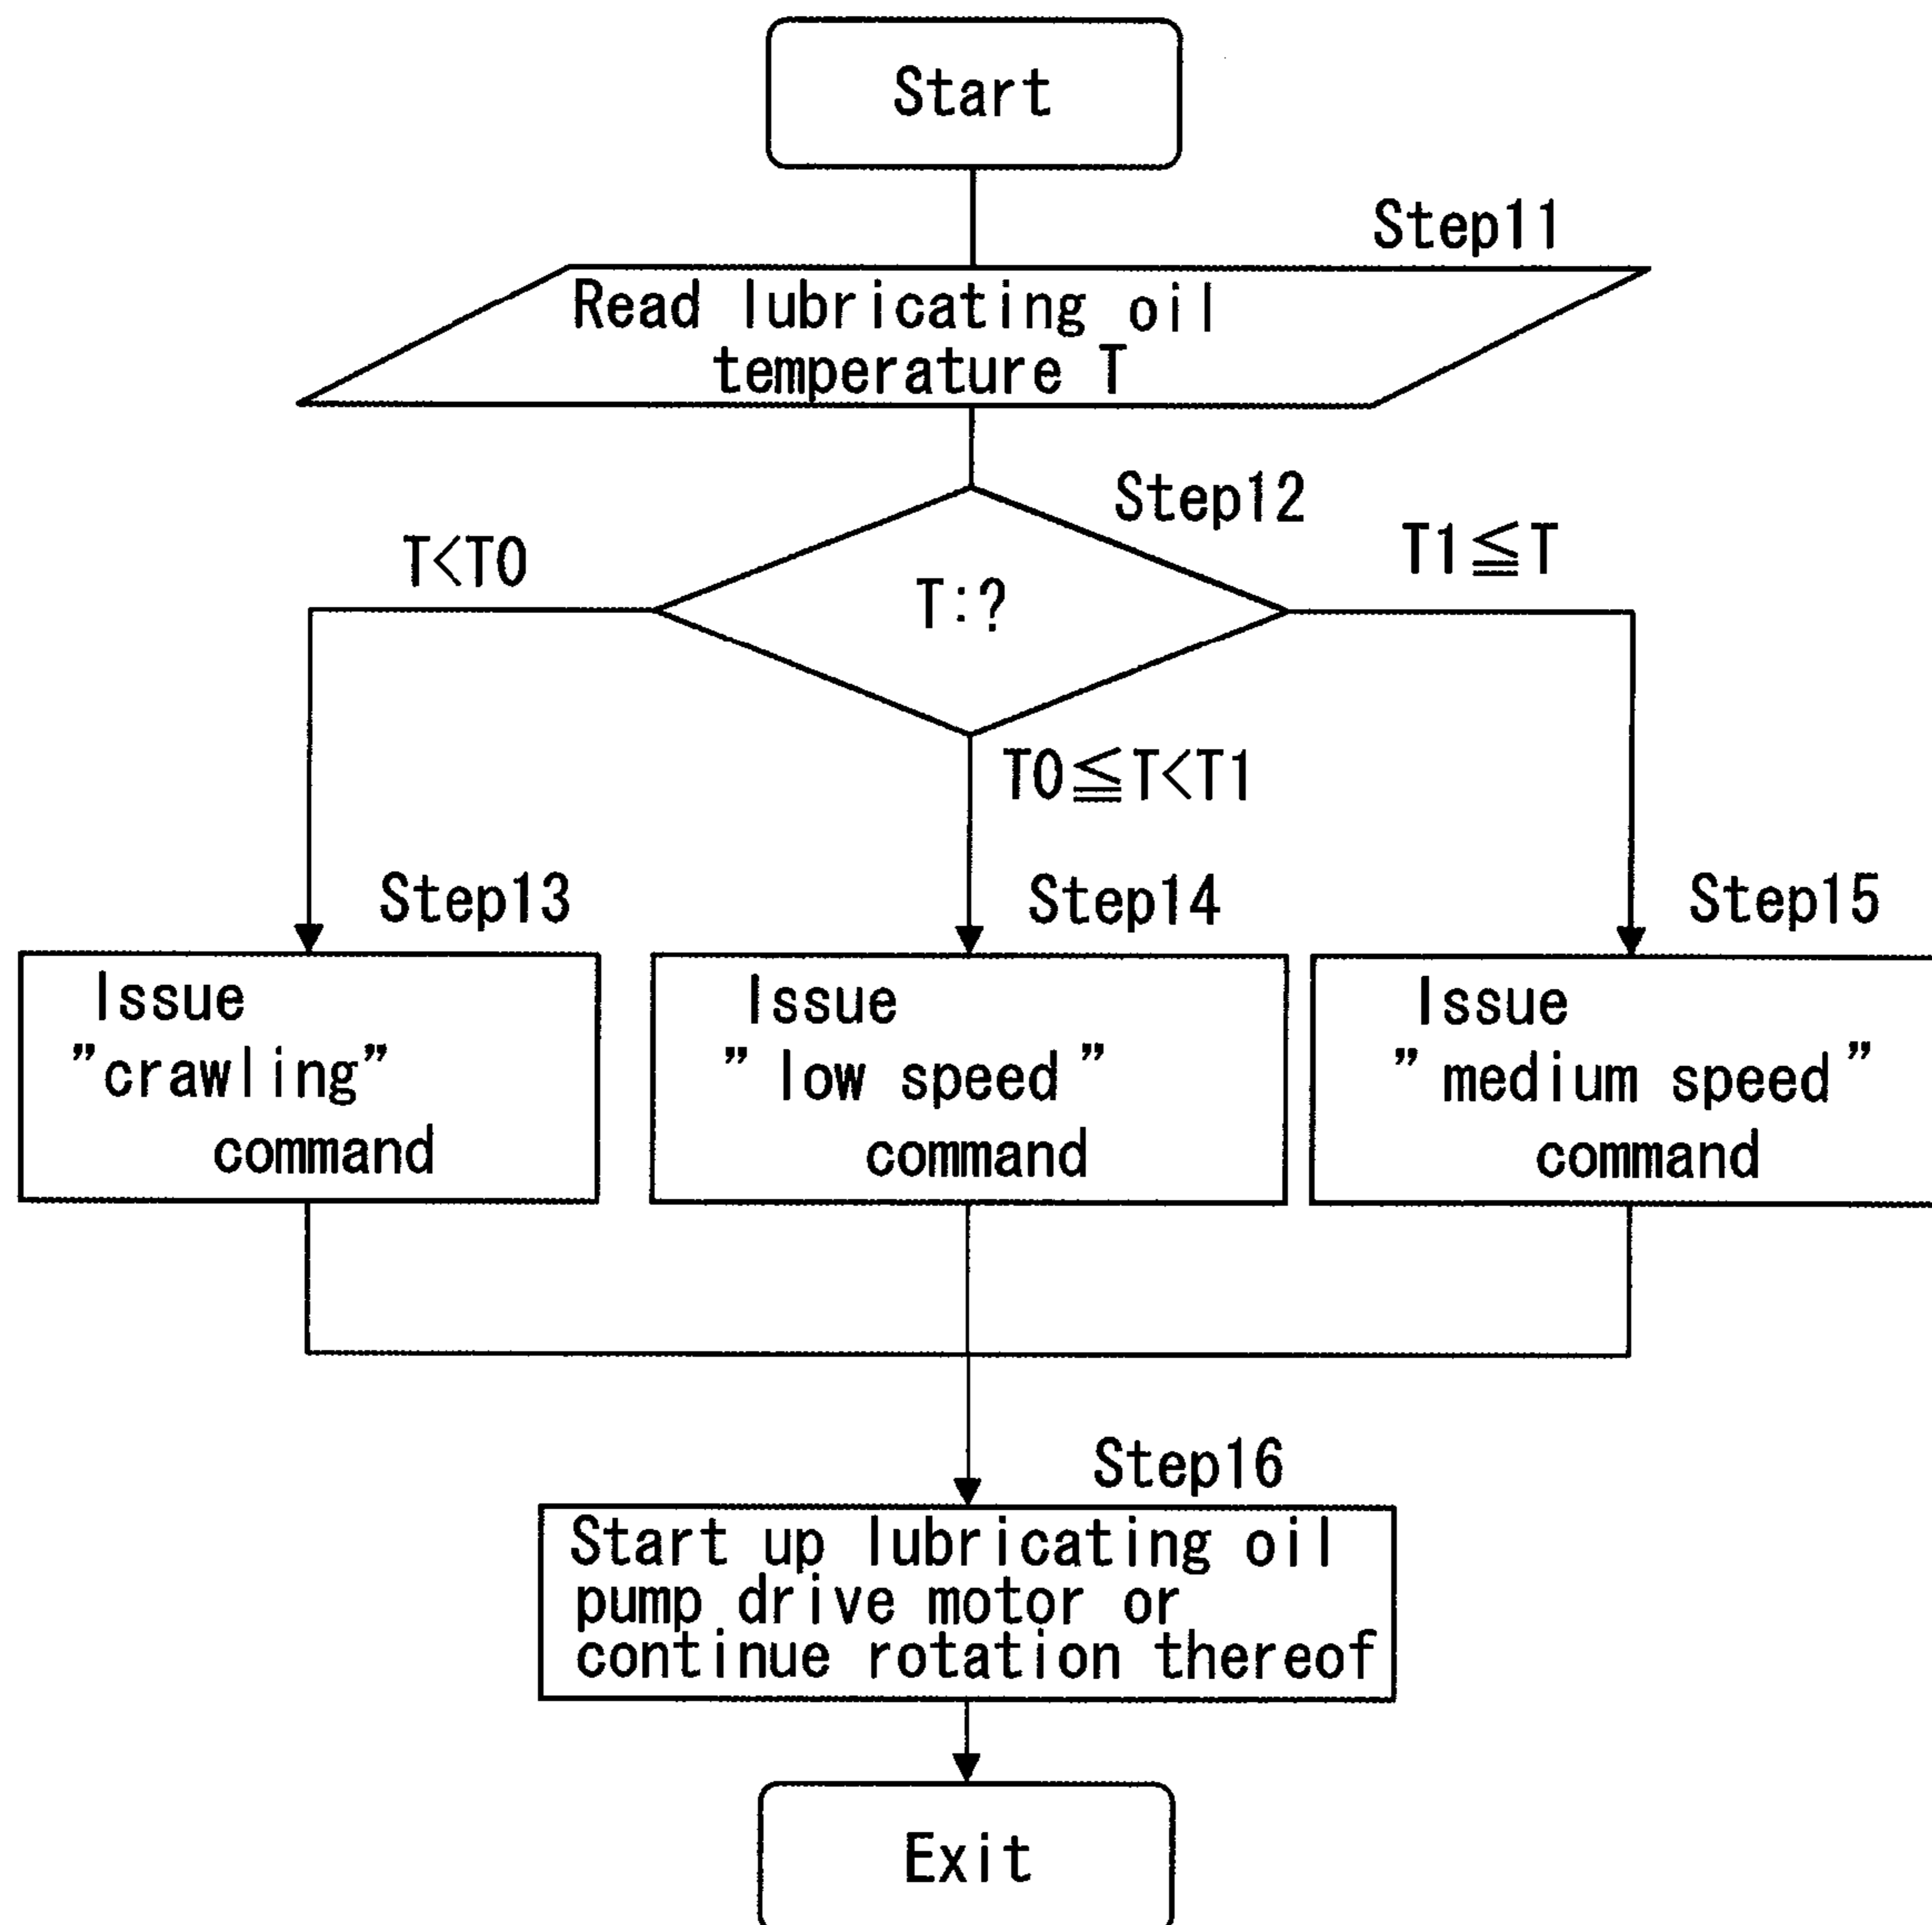 Start
Step11
Read lubricating oil
temperature T
Step12
T<T0
T:?
T1≦T
T0≦T<T1
Step13
Issue
”crawling”
command
Step14
Issue
” low speed ”
command
Step15
Issue
” medium speed ”
command
Step16
Start up lubricating oil
pump drive motor or
continue rotation thereof
Exit